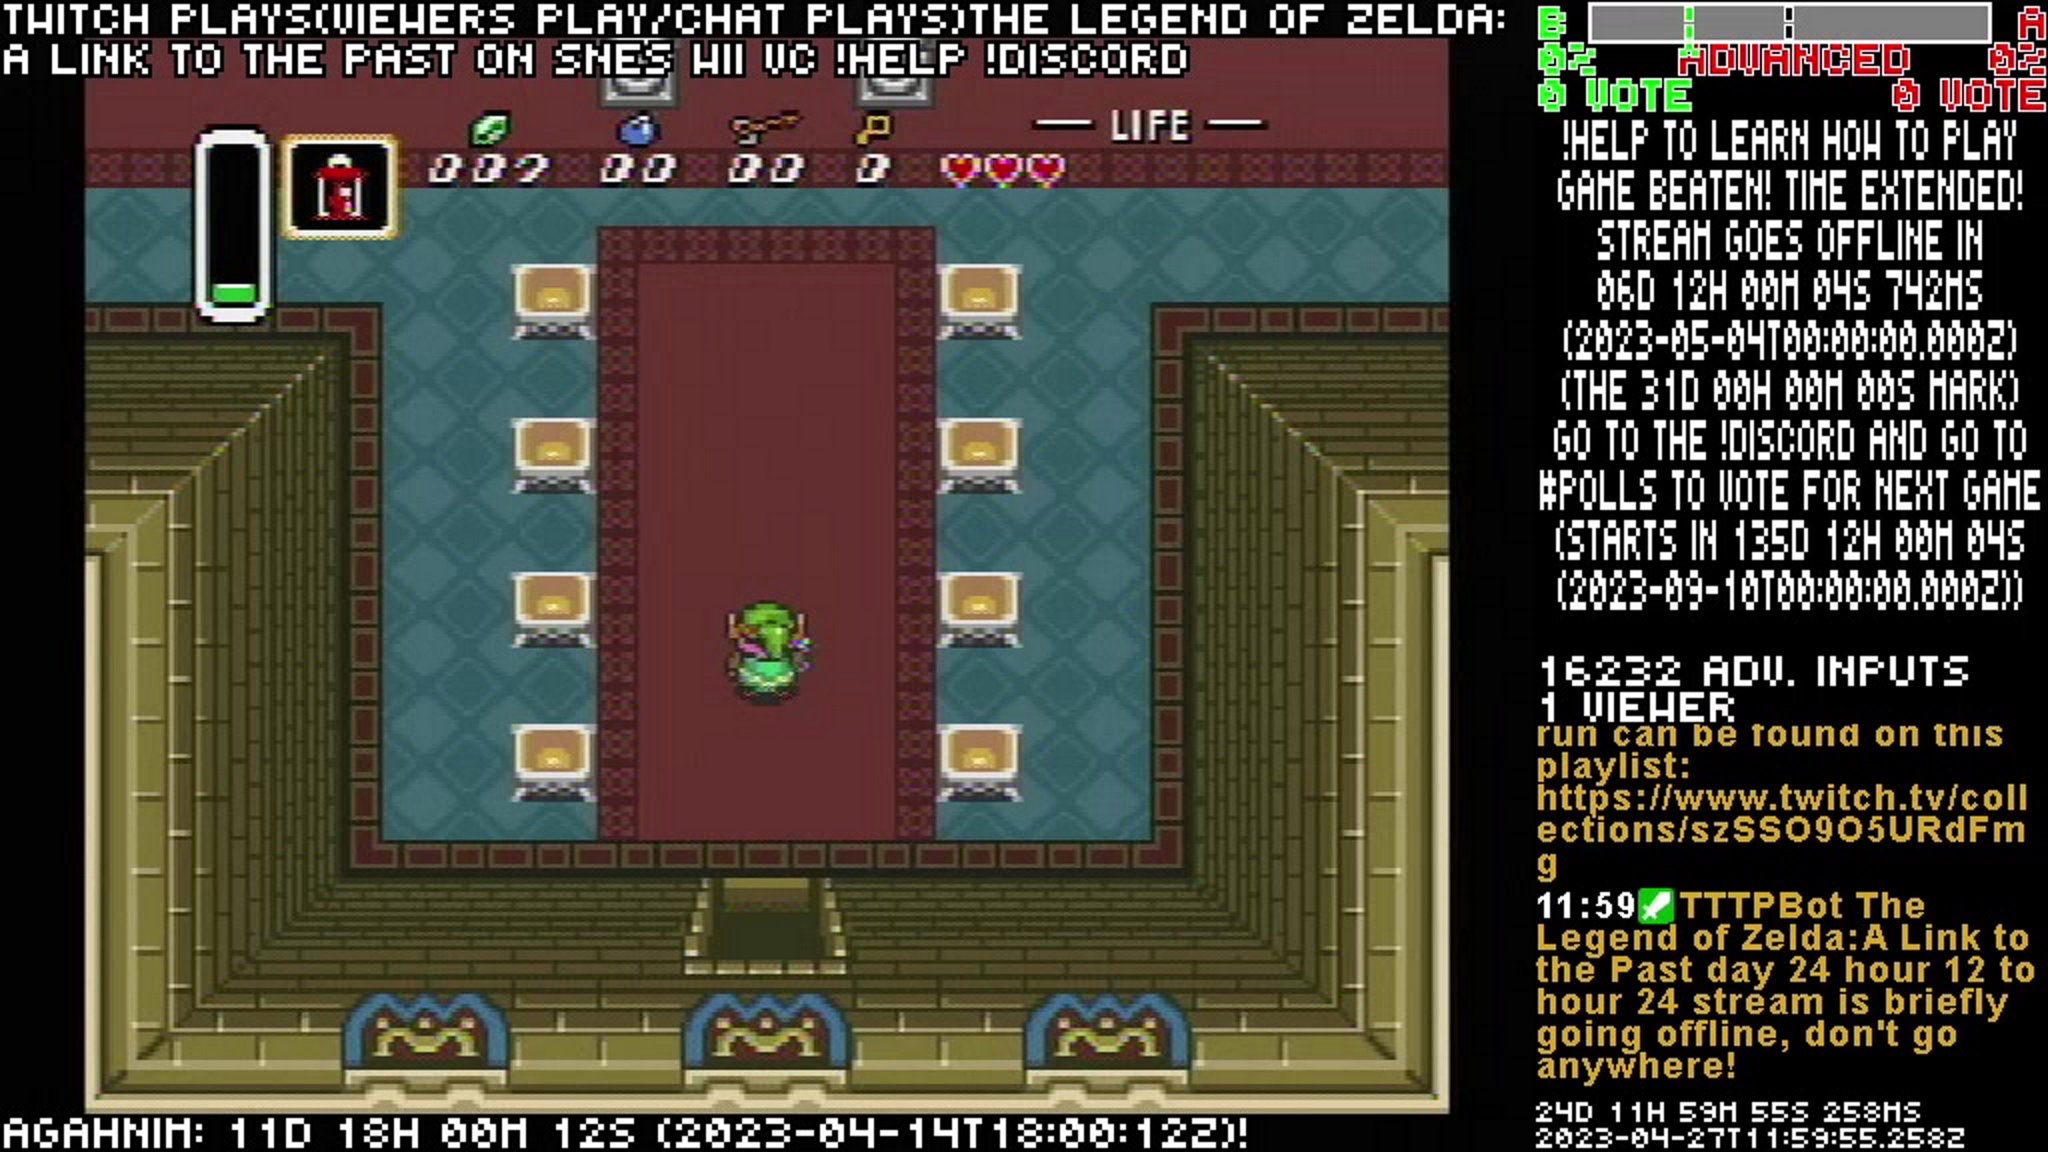 TWITCH PLAYS(VIEWERS PLAY/CHAT PLAYS)THE LEGEND OF ZELDA:
A LINK TO THE PAST ON SNES WII VC !HELP !DISCORD
— LIFE —
007 00 00 0
B A
0% ADVANCED 0%
0 VOTE 0 VOTE
!HELP TO LEARN HOW TO PLAY
GAME BEATEN! TIME EXTENDED!
STREAM GOES OFFLINE IN
06D 12H 00M 04S 742MS
(2023-05-04T00:00:00.000Z)
(THE 31D 00H 00M 00S MARK)
GO TO THE !DISCORD AND GO TO
#POLLS TO VOTE FOR NEXT GAME
(STARTS IN 135D 12H 00M 04S
(2023-09-10T00:00:00.000Z))
16232 ADV. INPUTS
1 VIEWER
run can be found on this
playlist:
https://www.twitch.tv/coll
ections/szSSO9O5URdFm
g
11:59 TTTPBot The
Legend of Zelda:A Link to
the Past day 24 hour 12 to
hour 24 stream is briefly
going offline, don't go
anywhere!
24D 11H 59M 55S 258MS
2023-04-27T11:59:55.258Z
AGAHNIM: 11D 18H 00M 12S (2023-04-14T18:00:12Z)!